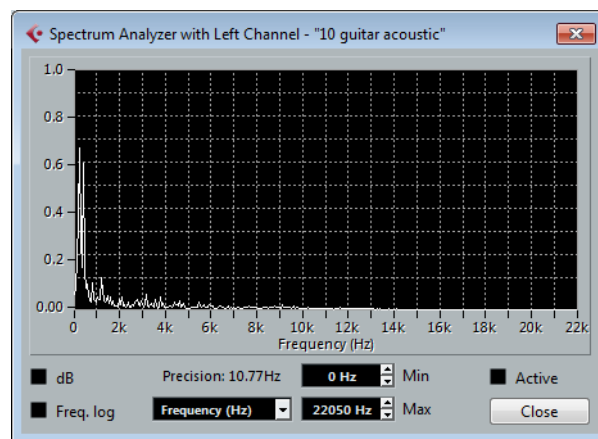 Spectrum Analyzer with Left Channel - "10 guitar acoustic"
1.0
0.8
0.6
0.4
0.2
0.00
0 2k 4k 6k 8k 10k 12k 14k 16k 18k 20k 22k
Frequency (Hz)
dB Precision: 10.77Hz 0 Hz Min Active
Freq. log Frequency (Hz) 22050 Hz Max Close